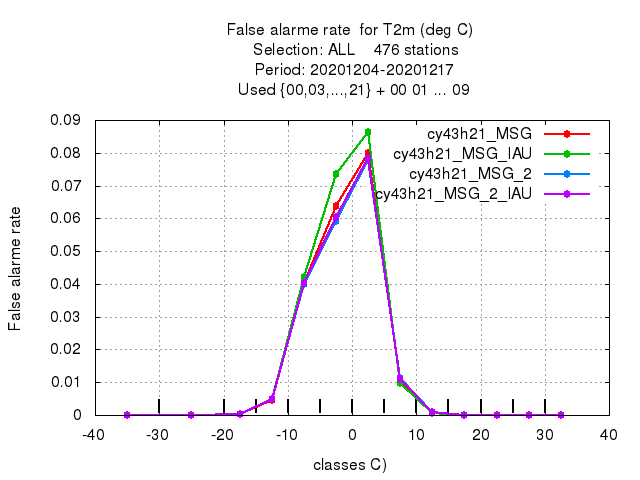 False alarme rate  for T2m (deg C)
Selection: ALL    476 stations
Period: 20201204-20201217
Used {00,03,...,21} + 00 01 ... 09
cy43h21_MSG
cy43h21_MSG_IAU
cy43h21_MSG_2
cy43h21_MSG_2_IAU
False alarme rate
0.09
0.08
0.07
0.06
0.05
0.04
0.03
0.02
0.01
0
-40 -30 -20 -10 0 10 20 30 40
classes C)